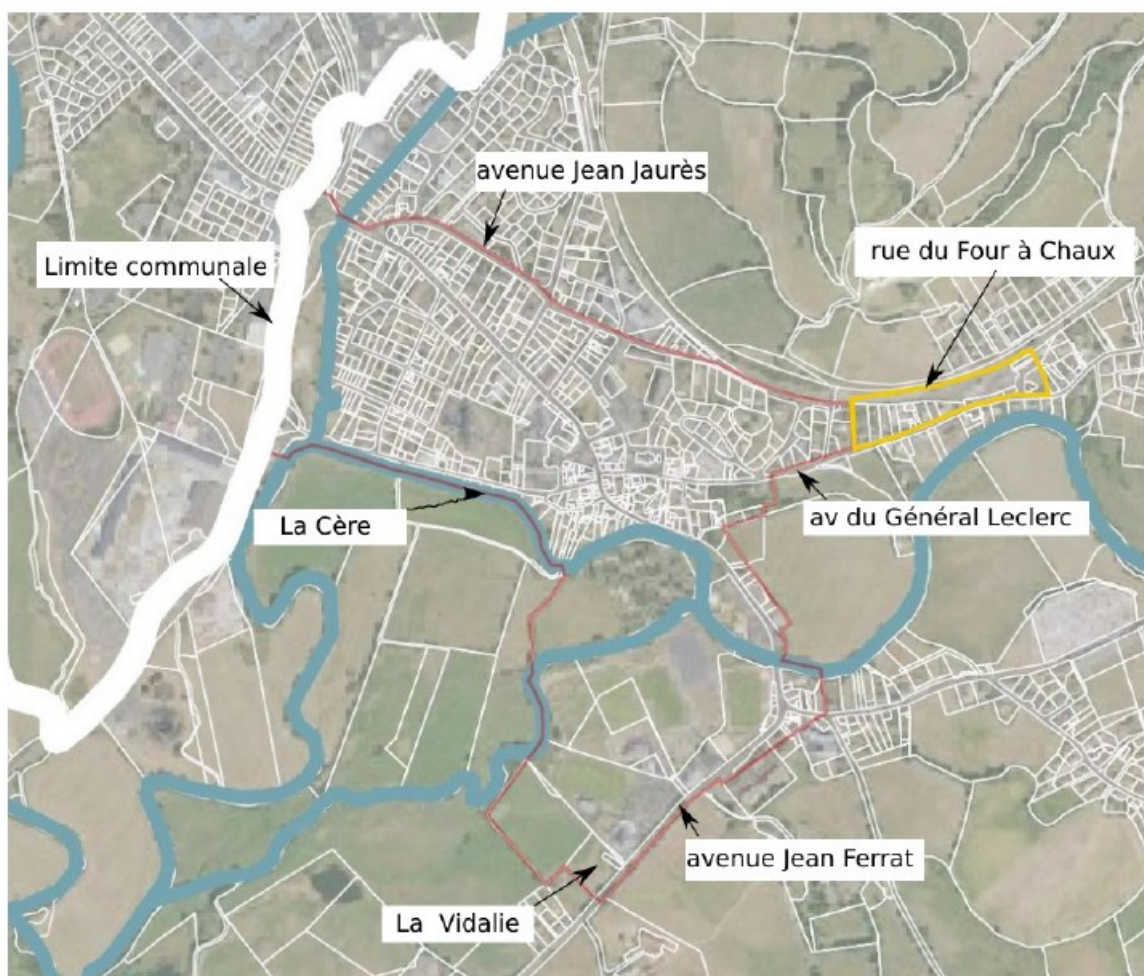 avenue Jean Jaurès
rue du Four à Chaux
Limite communale
La Cère
av du Général Leclerc
avenue Jean Ferrat
La Vidalie